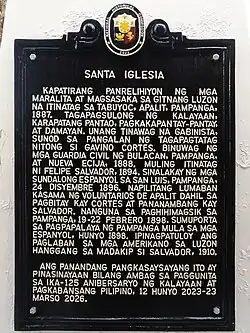 SANTA IGLESIA
KAPATIRANG PANRELIHIYON NG MGA
MARALITA AT MAGSASAKA SA GITNANG LUZON
NA ITINATAG SA TABUYOC, APALIT, PAMPANGA,
1887. TAGAPAGSULONG NG KALAYAAN,
KARAPATANG PANTAO, PAGKAKAPANTAY-PANTAY,
AT DAMAYAN. UNANG TINAWAG NA GABINISTA,
SUNOD SA PANGALAN NG TAGAPAGTATAG
NITONG SI GAVINO CORTES. BINUWAG NG
MGA GUARDIA CIVIL NG BULACAN, PAMPANGA,
AT NUEVA ECIJA, 1888. MULING ITINATAG
NI FELIPE SALVADOR, 1894. SINALAKAY NG MGA
SUNDALONG ESPANYOL SA SAN LUIS, PAMPANGA,
24 DISYEMBRE 1896. NAPILITANG LUMABAN
KASAMA NG VOLUNTARIOS DE APALIT DAHIL SA
PAGBITAY KAY CORTES AT PANANAMBANG KAY
SALVADOR. NANGUNA SA PAGHIHIMAGSIK SA
PAMPANGA, 19-22 PEBRERO 1898. SUMUPORTA
SA PAGPAPALAYA NG PAMPANGA MULA SA MGA
ESPANYOL, HUNYO 1898. IPINAGPATULOY ANG
PAGLABAN SA MGA AMERIKANO SA LUZON
HANGGANG SA MADAKIP SI SALVADOR, 1910.
ANG PANANDANG PANGKASAYSAYANG ITO AY
PINASINAYAAN BILANG AMBAG SA PAGGUNITA
SA IKA-125 ANIBERSARYO NG KALAYAAN AT
PAGKABANSANG PILIPINO, 12 HUNYO 2023-23
MARSO 2026.